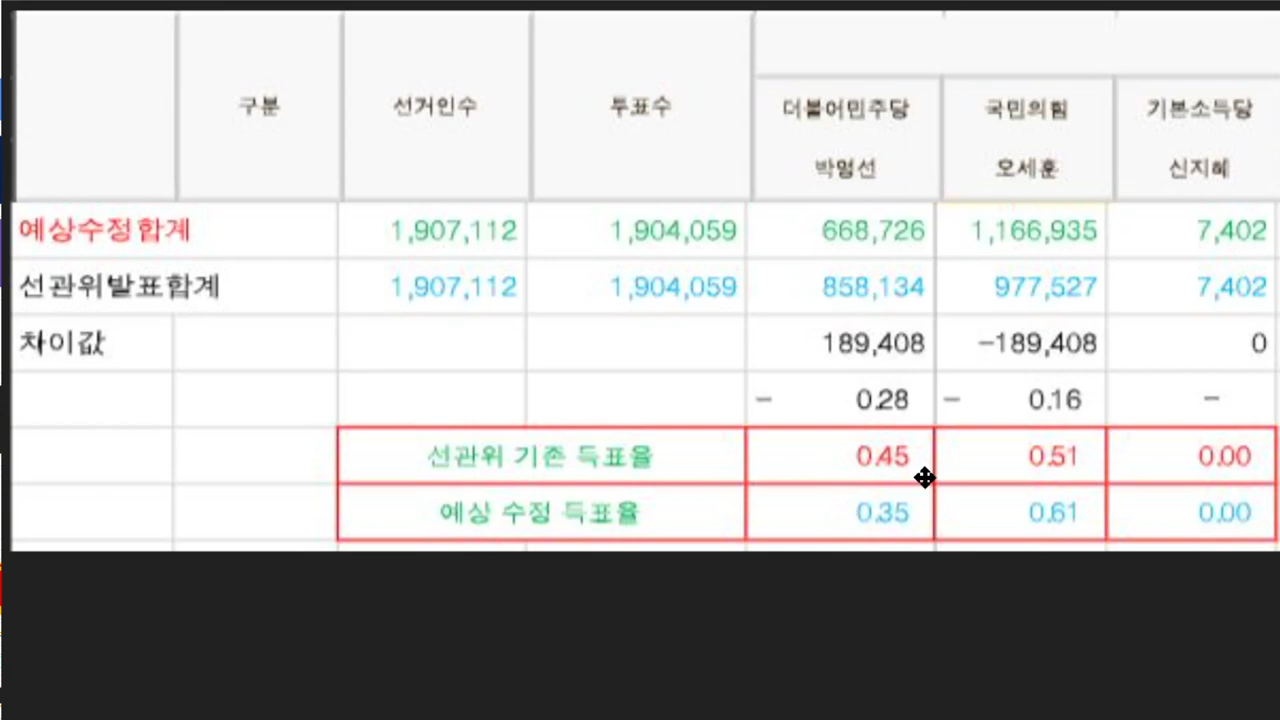 구분 선거인수 투표수 더불어민주당 국민의힘 기본소득당
박영선 오세훈 신지혜
예상수정합계 1,907,112 1,904,059 668,726 1,166,935 7,402
선관위발표합계 1,907,112 1,904,059 858,134 977,527 7,402
차이값 189,408 -189,408 0
- 0.28 - 0.16 -
선관위 기존 득표율 0.45 0.51 0.00
예상 수정 득표율 0.35 0.61 0.00